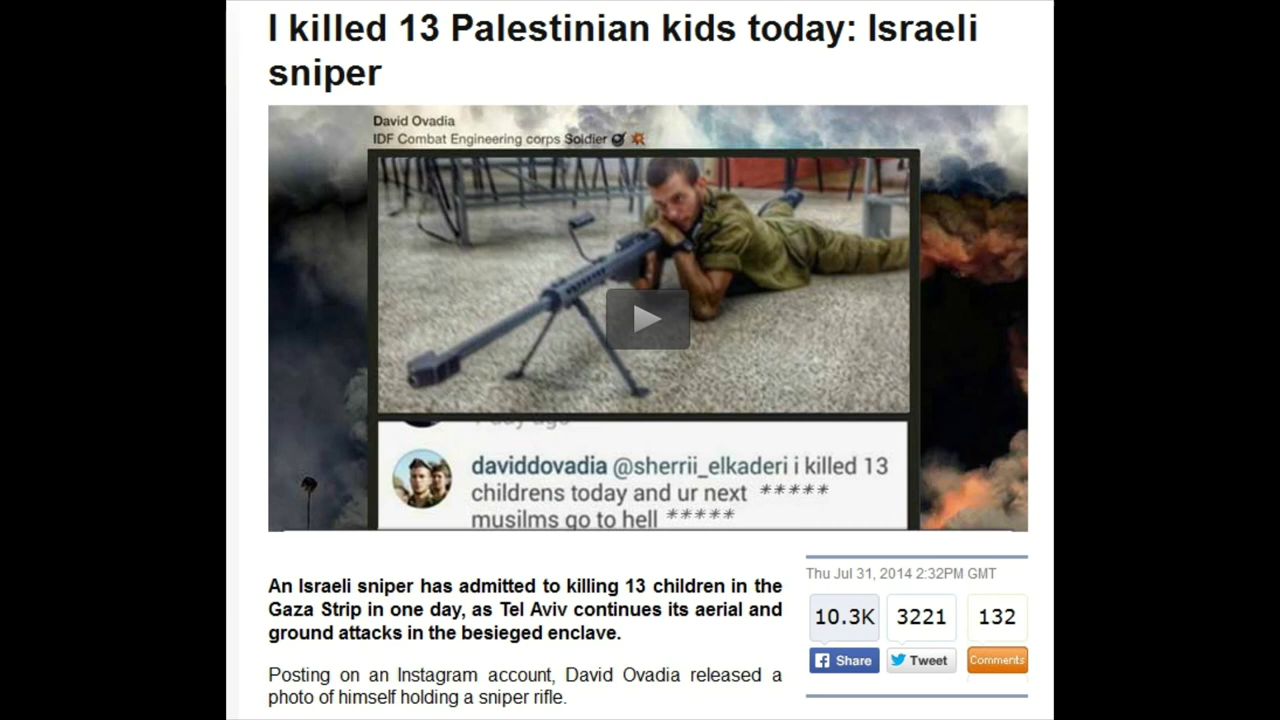 I killed 13 Palestinian kids today: Israeli
sniper
David Ovadia
IDF Combat Engineering corps Soldier
1 day ago
daviddovadia @sherrii_elkaderi i killed 13
childrens today and ur next *****
musilms go to hell *****
An Israeli sniper has admitted to killing 13 children in the
Gaza Strip in one day, as Tel Aviv continues its aerial and
ground attacks in the besieged enclave.
Posting on an Instagram account, David Ovadia released a
photo of himself holding a sniper rifle.
Thu Jul 31, 2014 2:32PM GMT
10.3K 3221 132
Share Tweet Comments